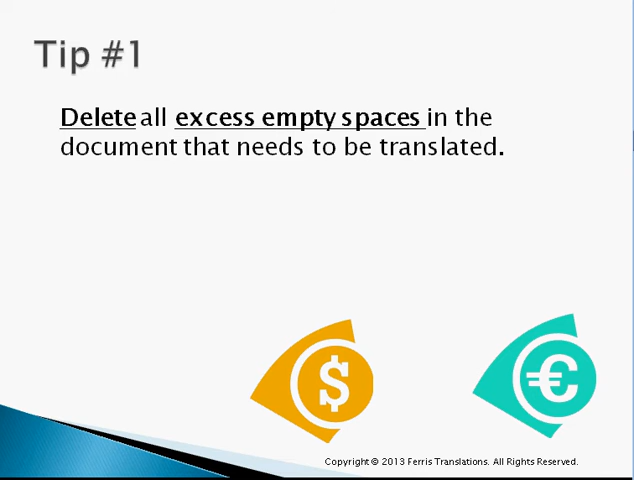 Tip #1
Delete all excess empty spaces in the
document that needs to be translated.
$
€
Copyright © 2013 Ferris Translations. All Rights Reserved.